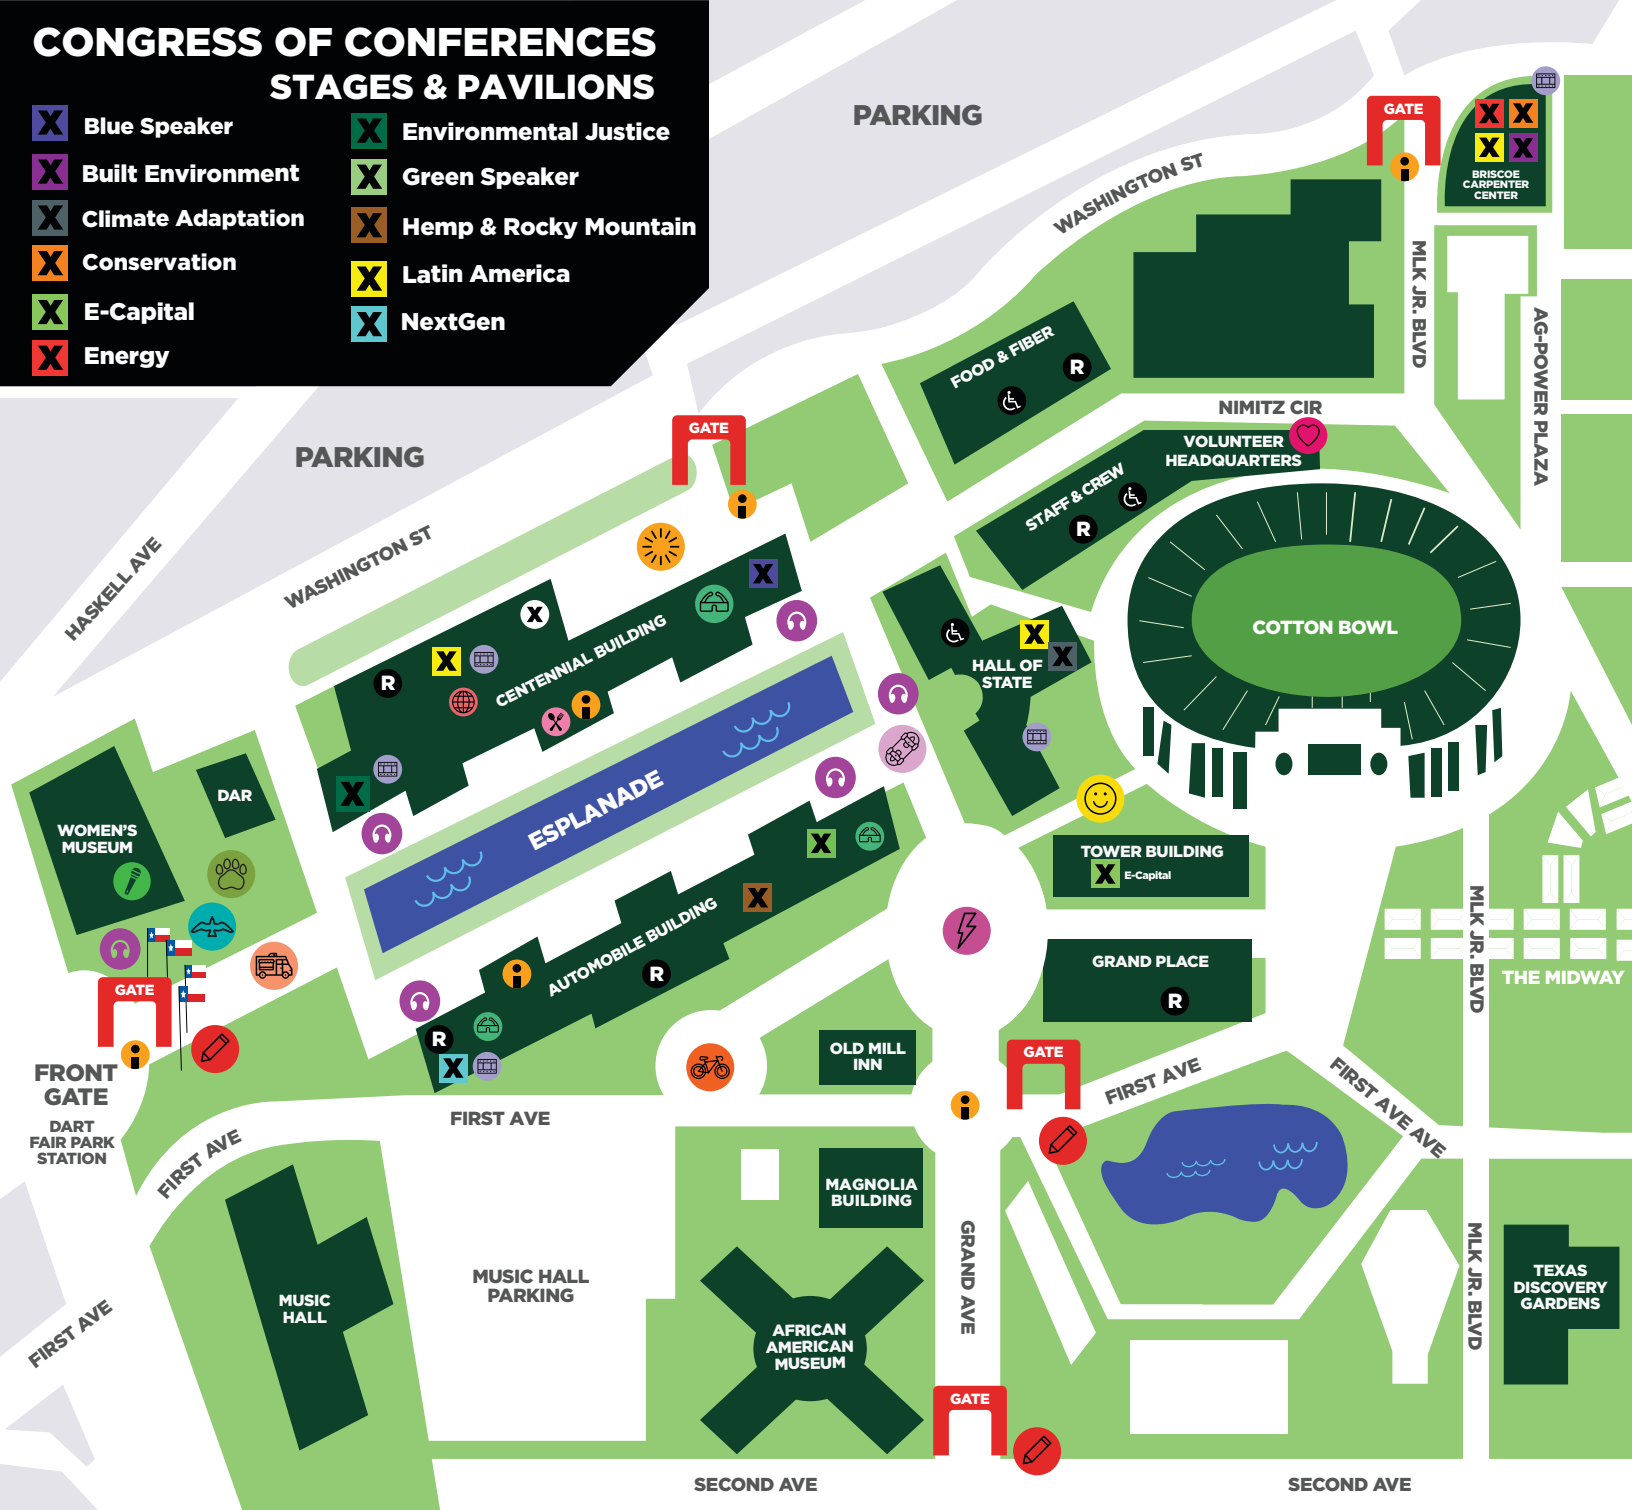 CONGRESS OF CONFERENCES
STAGES & PAVILIONS
X Blue Speaker
X Built Environment
X Climate Adaptation
X Conservation
X E-Capital
X Energy
X Environmental Justice
X Green Speaker
X Hemp & Rocky Mountain
X Latin America
X NextGen
PARKING
WASHINGTON ST
GATE
X X
X X
BRISCOE
CARPENTER
CENTER
MLK JR. BLVD
AG-POWER PLAZA
FOOD & FIBER
R
NIMITZ CIR
VOLUNTEER
HEADQUARTERS
STAFF & CREW
R
COTTON BOWL
PARKING
GATE
HASKELL AVE
WASHINGTON ST
X
X
X
R
CENTENNIAL BUILDING
X
X
X
HALL OF
STATE
ESPLANADE
DAR
WOMEN'S
MUSEUM
X
X
AUTOMOBILE BUILDING
R
R
X
TOWER BUILDING
X E-Capital
GRAND PLACE
R
MLK JR. BLVD
THE MIDWAY
GATE
FRONT
GATE
DART
FAIR PARK
STATION
OLD MILL
INN
GATE
FIRST AVE
FIRST AVE
FIRST AVE AVE
FIRST AVE
FIRST AVE
MUSIC
HALL
MUSIC HALL
PARKING
MAGNOLIA
BUILDING
AFRICAN
AMERICAN
MUSEUM
GRAND AVE
MLK JR. BLVD
TEXAS
DISCOVERY
GARDENS
GATE
SECOND AVE
SECOND AVE